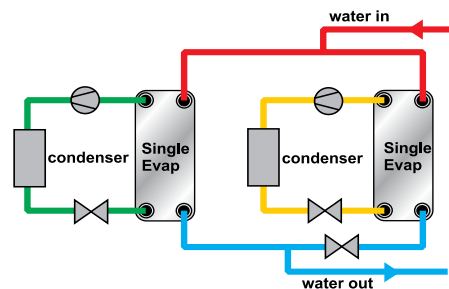 water in
Single
Evap
condenser
Single
Evap
condenser
water out